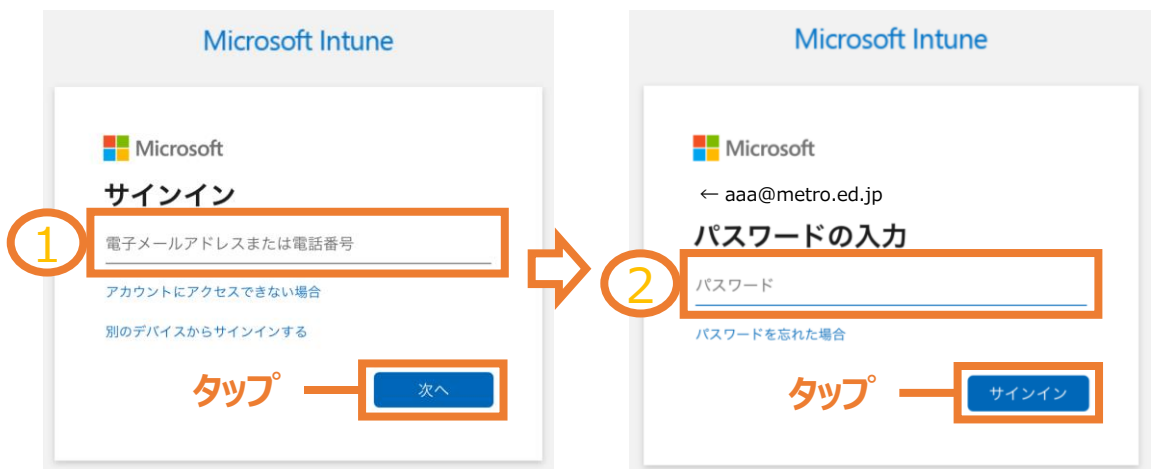 Microsoft Intune
Microsoft
サインイン
1
電子メールアドレスまたは電話番号
アカウントにアクセスできない場合
別のデバイスからサインインする
タップ
次へ
Microsoft Intune
Microsoft
← aaa@metro.ed.jp
パスワードの入力
2
パスワード
パスワードを忘れた場合
タップ
サインイン